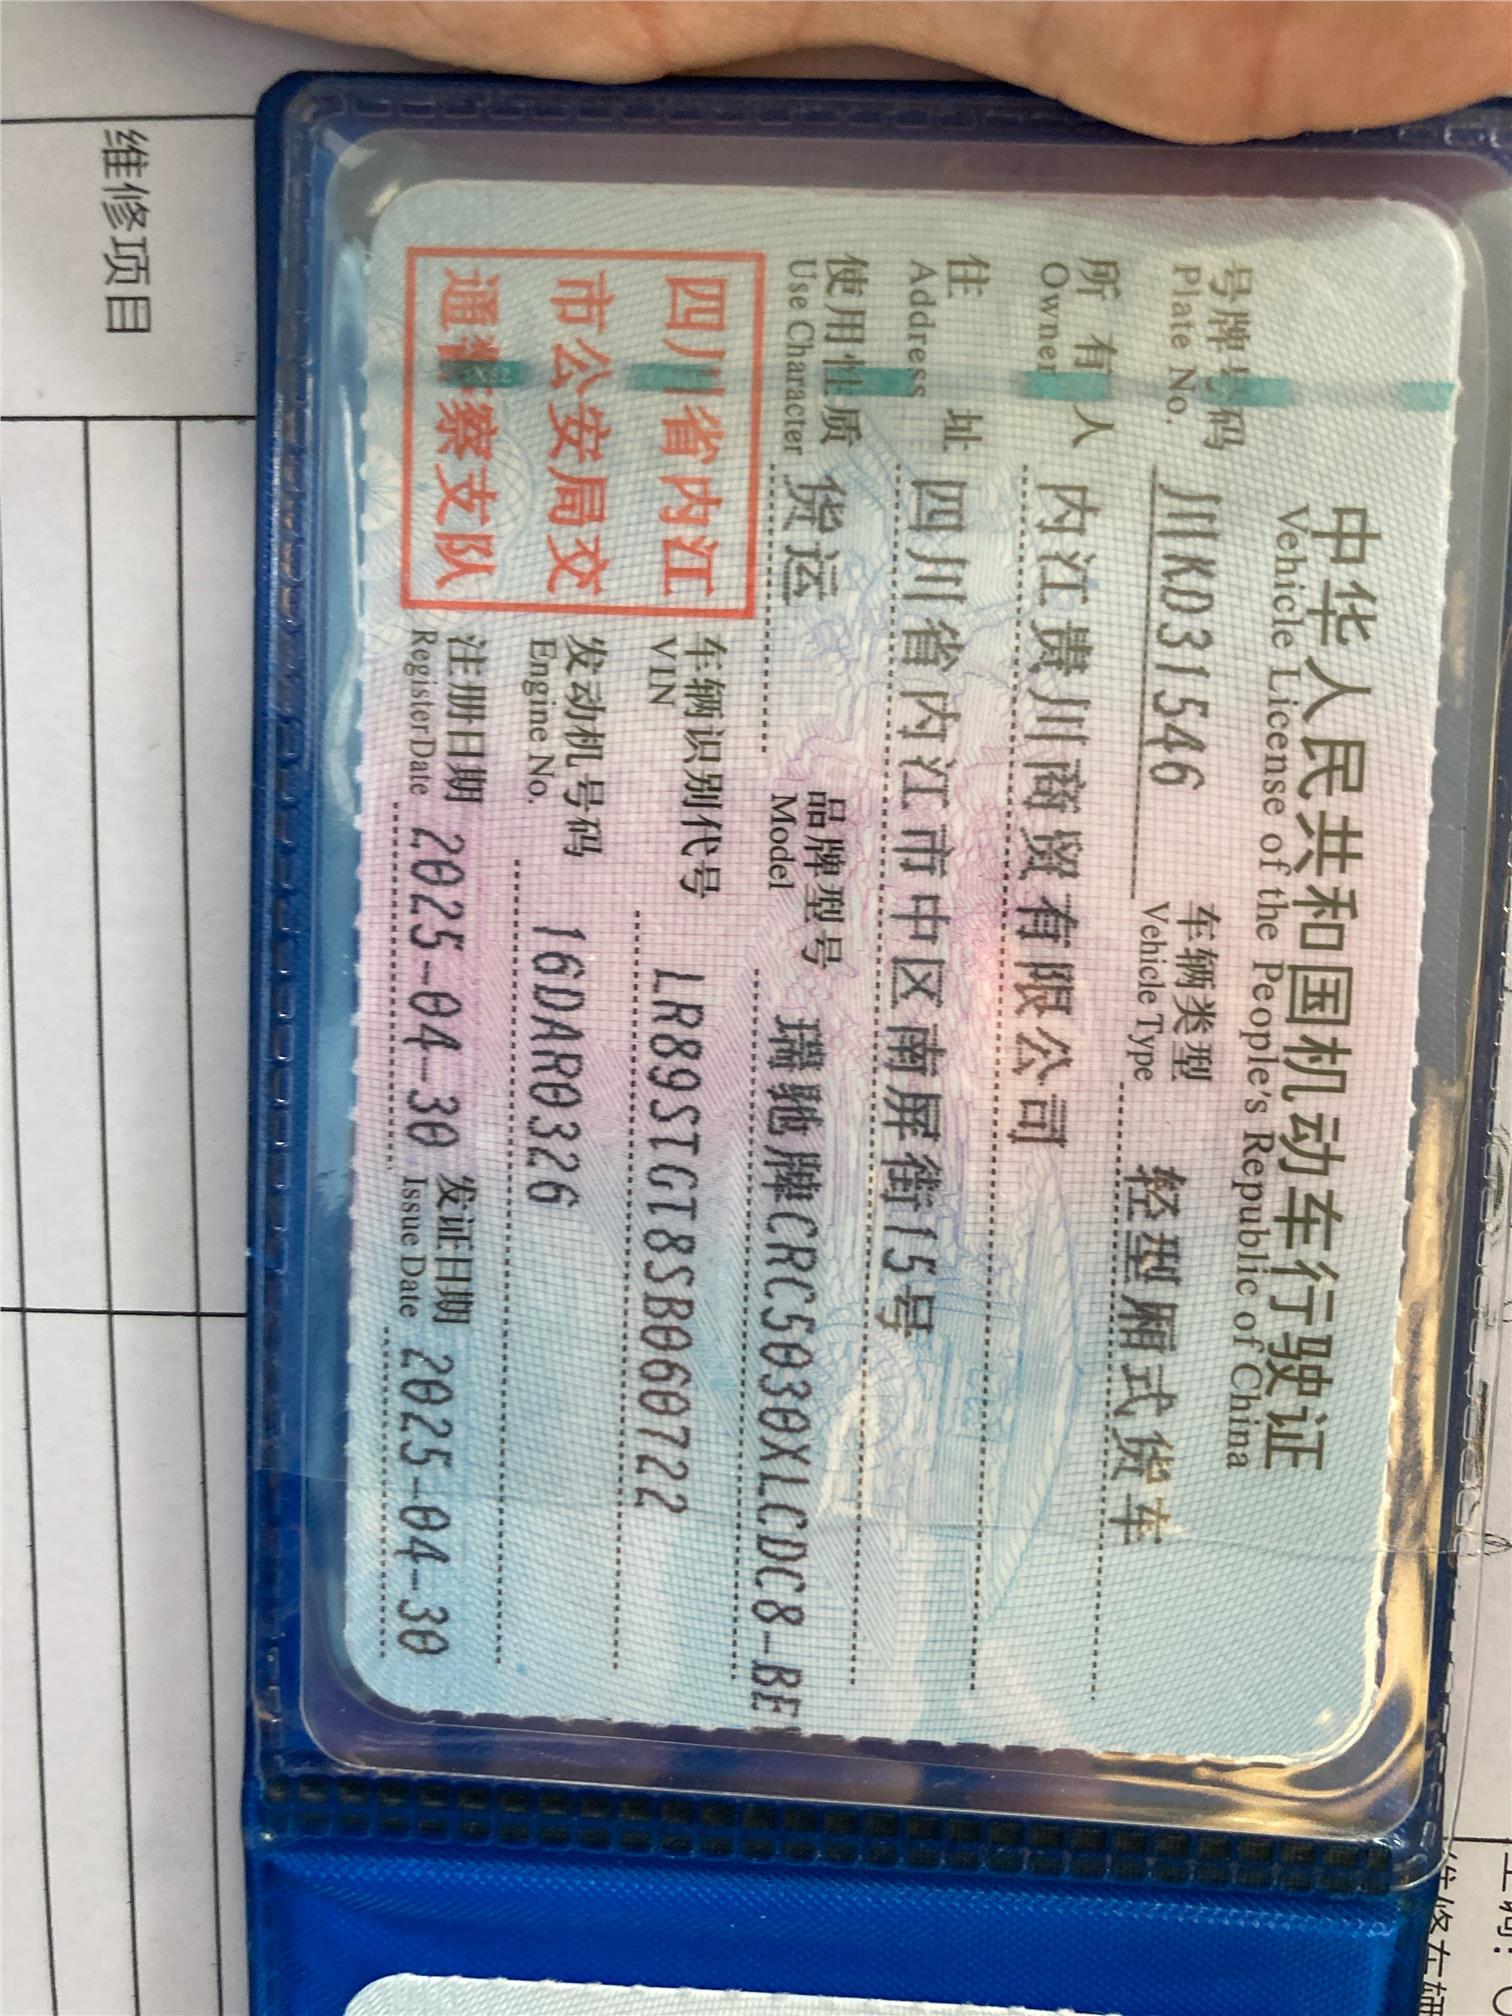 中华人民共和国机动车行驶证
Vehicle License of the People's Republic of China
号牌号码 川KD31546 车辆类型 轻型厢式货车
Plate No. Vehicle Type
所有人 内江贵川商贸有限公司
Owner
住址 四川省内江市中区南屏街15号
Address
使用性质 货运 品牌型号 瑞驰牌CRC5030XLCDC8-BE
Use Character Model
四川省内江
市公安局交
通警察支队
车辆识别代号 LR89STGT8SB060722
VIN
发动机号码 16DAR0326
Engine No.
注册日期 2025-04-30 发证日期 2025-04-30
Register Date Issue Date
维修项目